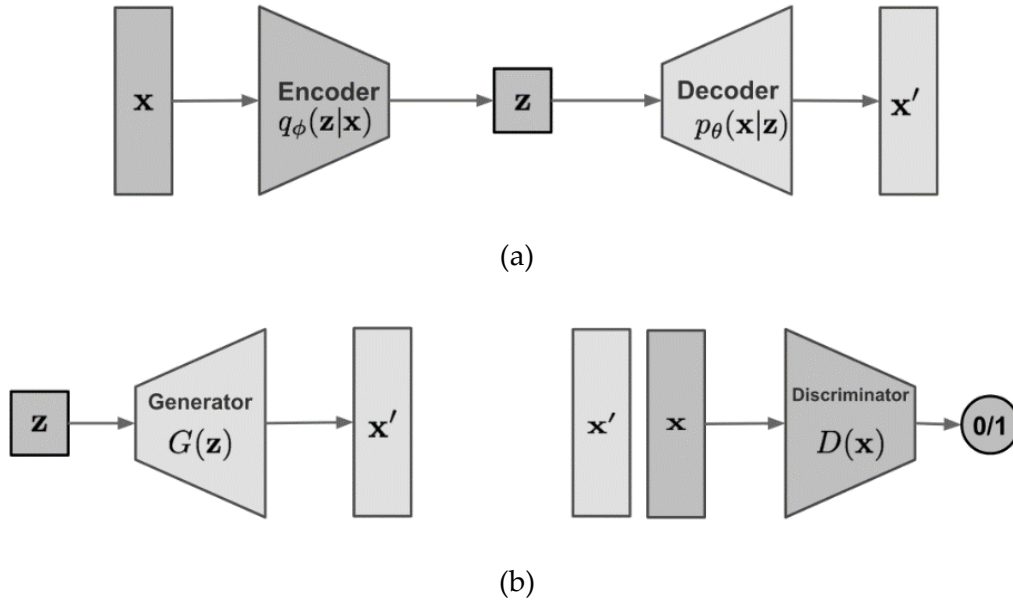 x Encoder z Decoder x′
qϕ(z|x) pθ(x|z)
(a)
z Generator x′ x′ x Discriminator 0/1
G(z) D(x)
(b)